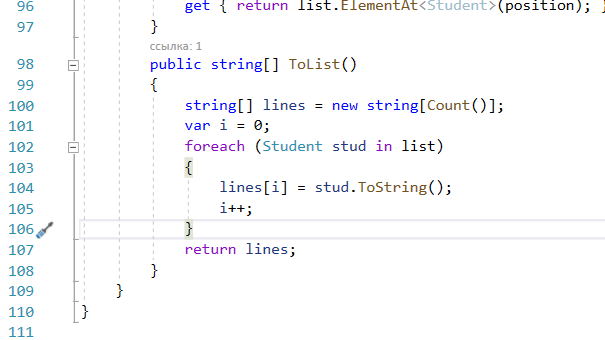 96 get { return list.ElementAt<Student>(position); }
97 }
ссылка: 1
98 public string[] ToList()
99 {
100 string[] lines = new string[Count()];
101 var i = 0;
102 foreach (Student stud in list)
103 {
104 lines[i] = stud.ToString();
105 i++;
106 }
107 return lines;
108 }
109 }
110 }
111